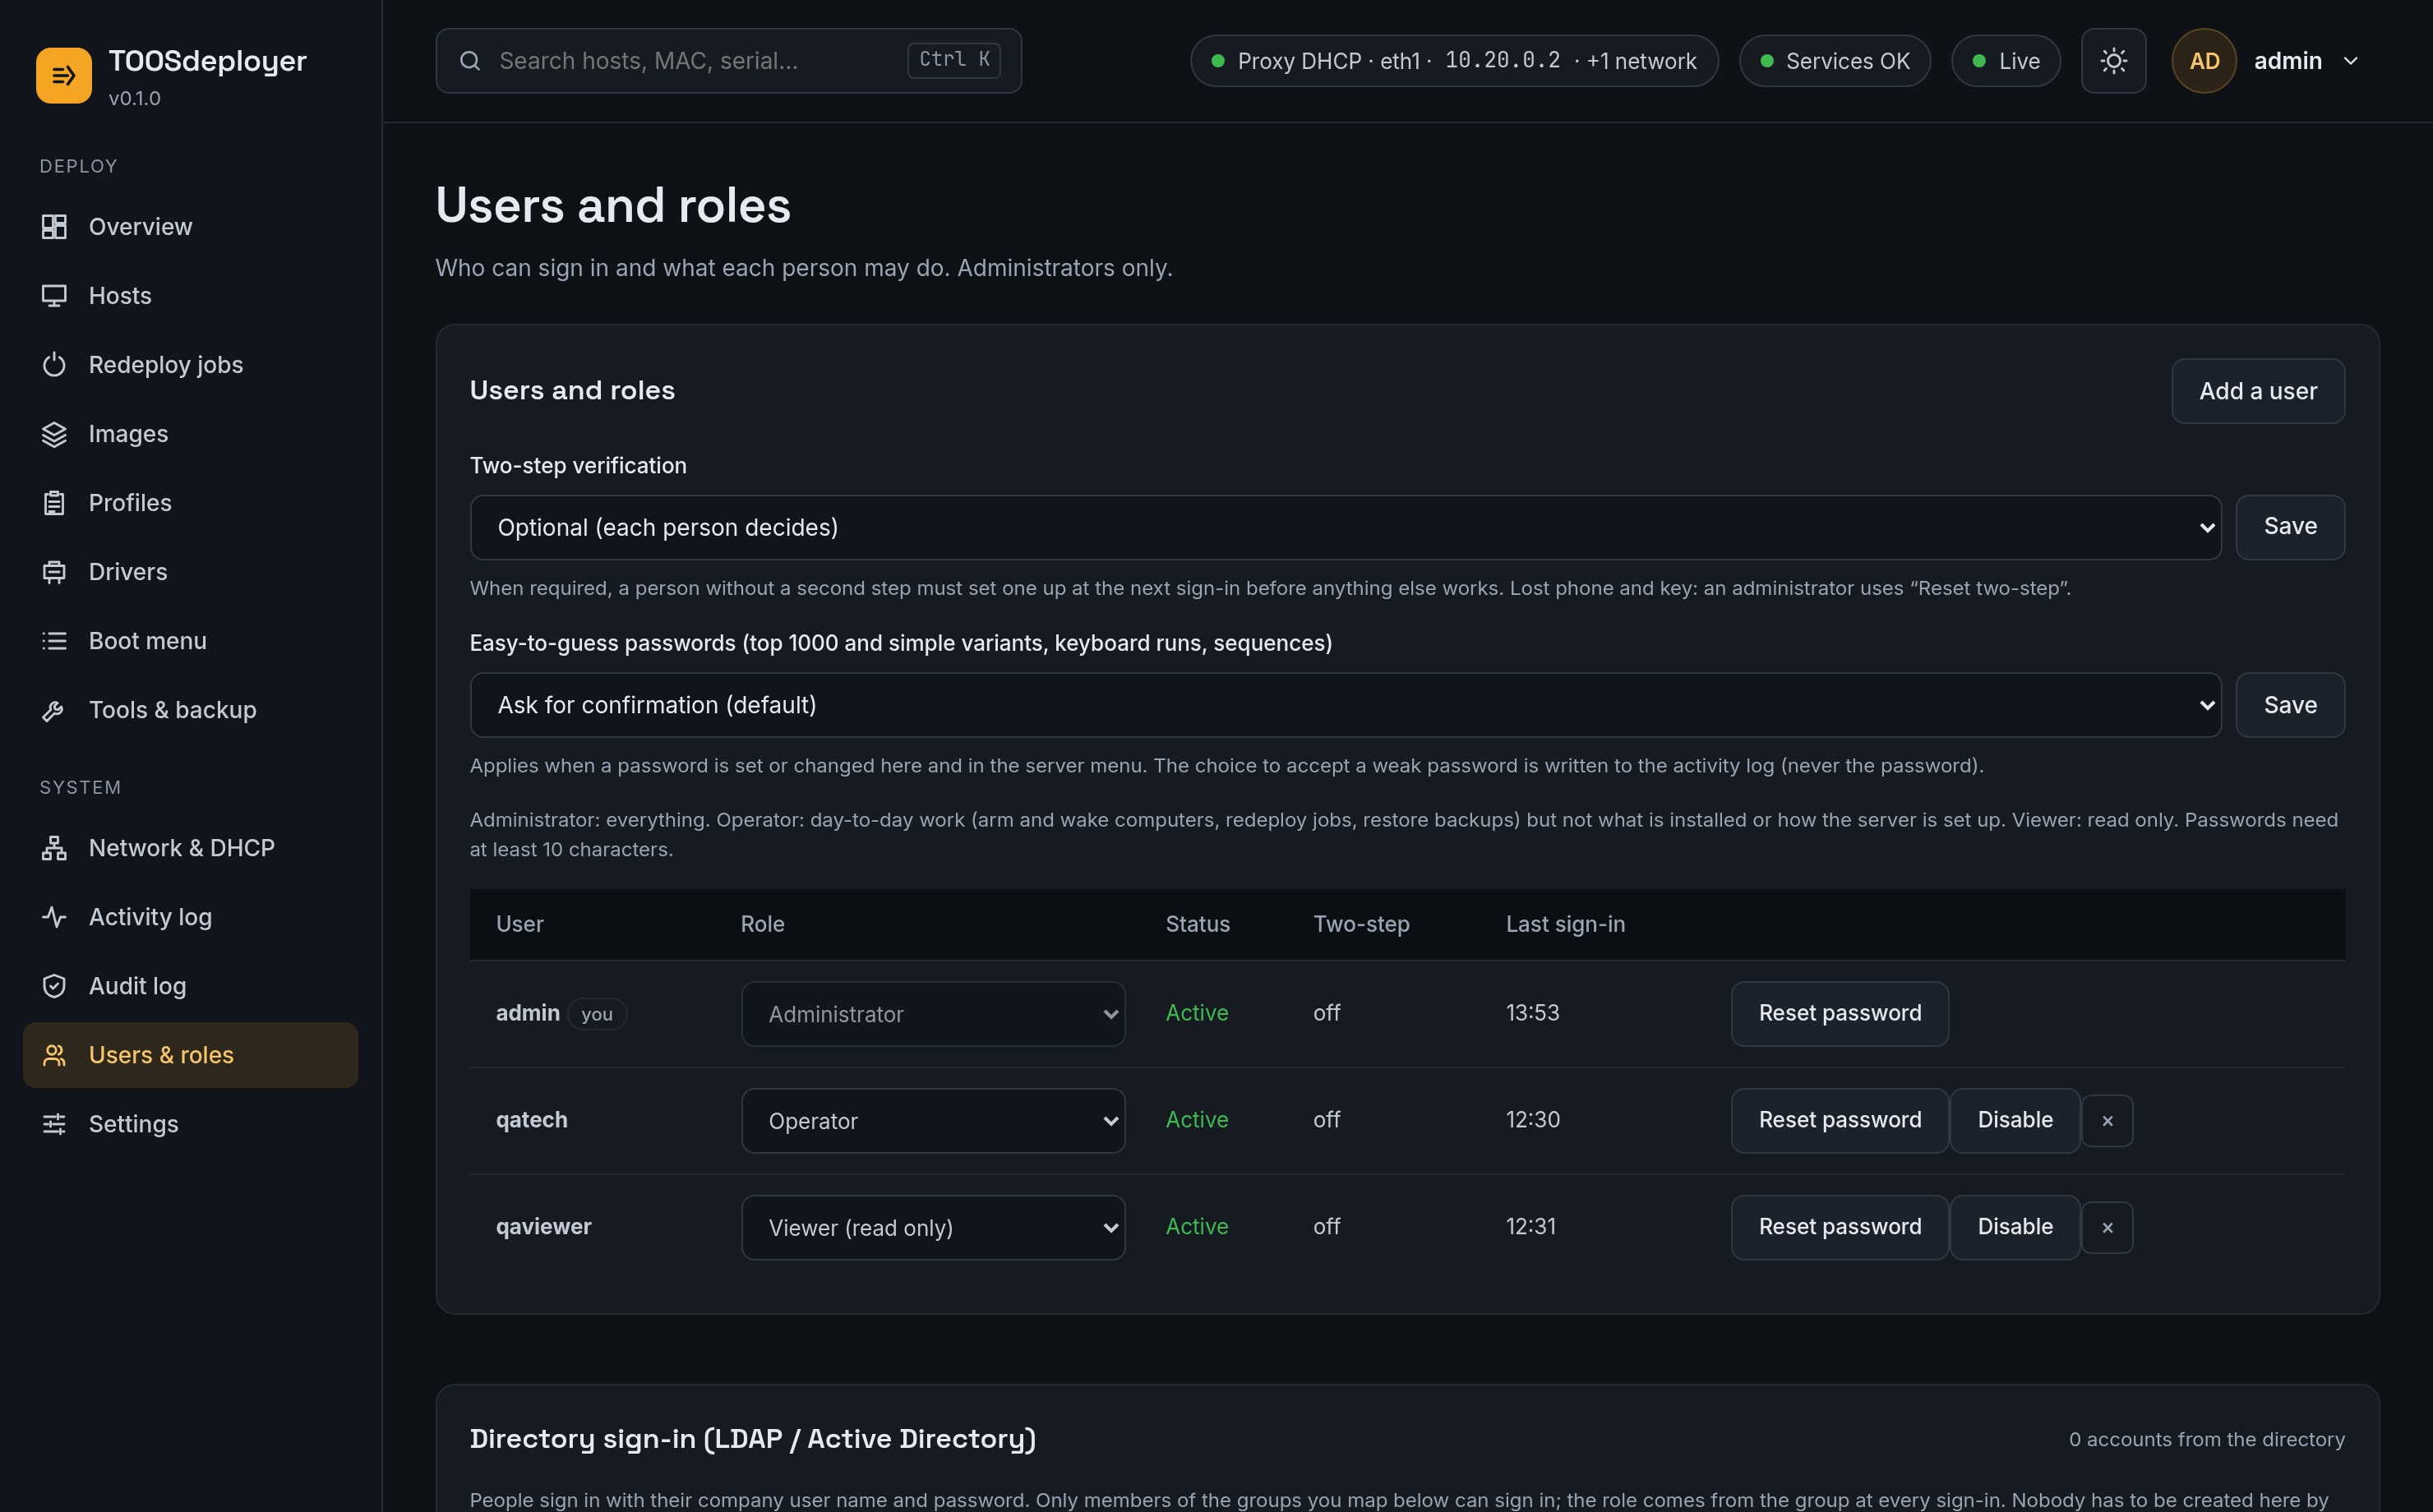 TOOSdeployer
v0.1.0
DEPLOY
Overview
Hosts
Redeploy jobs
Images
Profiles
Drivers
Boot menu
Tools & backup
SYSTEM
Network & DHCP
Activity log
Audit log
Users & roles
Settings
Search hosts, MAC, serial... Ctrl K
Proxy DHCP · eth1 · 10.20.0.2 · +1 network
Services OK
Live
AD admin
Users and roles
Who can sign in and what each person may do. Administrators only.
Users and roles
Add a user
Two-step verification
Optional (each person decides) Save
When required, a person without a second step must set one up at the next sign-in before anything else works. Lost phone and key: an administrator uses “Reset two-step”.
Easy-to-guess passwords (top 1000 and simple variants, keyboard runs, sequences)
Ask for confirmation (default) Save
Applies when a password is set or changed here and in the server menu. The choice to accept a weak password is written to the activity log (never the password).
Administrator: everything. Operator: day-to-day work (arm and wake computers, redeploy jobs, restore backups) but not what is installed or how the server is set up. Viewer: read only. Passwords need
at least 10 characters.
User Role Status Two-step Last sign-in
admin you Administrator Active off 13:53 Reset password
qatech Operator Active off 12:30 Reset password Disable ×
qaviewer Viewer (read only) Active off 12:31 Reset password Disable ×
Directory sign-in (LDAP / Active Directory)
0 accounts from the directory
People sign in with their company user name and password. Only members of the groups you map below can sign in; the role comes from the group at every sign-in. Nobody has to be created here by